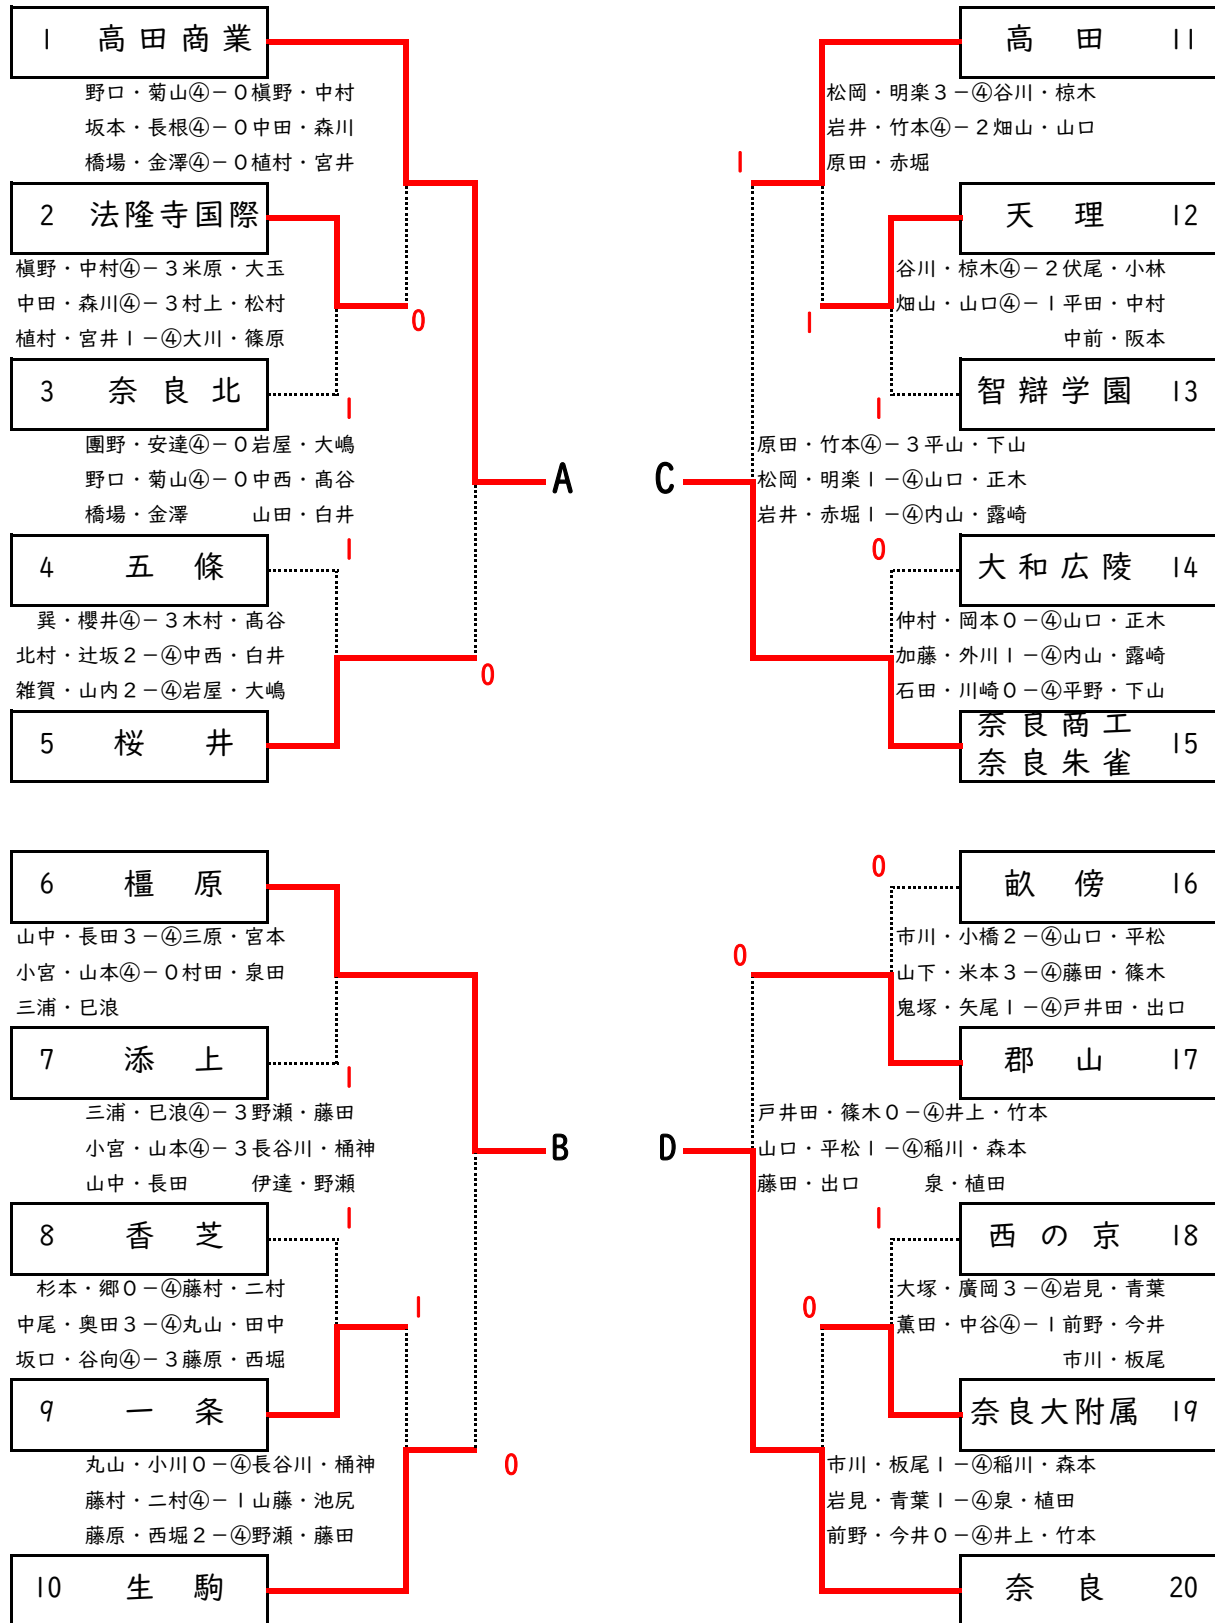 1 高田商業
野口・菊山④－0槇野・中村
坂本・長根④－0中田・森川
橋場・金澤④－0植村・宮井
2 法隆寺国際
槇野・中村④－3米原・大玉
中田・森川④－3村上・松村
植村・宮井1－④大川・篠原
0
3 奈良北
1
團野・安達④－0岩屋・大嶋
野口・菊山④－0中西・髙谷
橋場・金澤 山田・白井
A
1
4 五條
巽・櫻井④－3木村・髙谷
北村・辻坂2－④中西・白井
雑賀・山内2－④岩屋・大嶋
0
5 桜井
6 橿原
山中・長田3－④三原・宮本
小宮・山本④－0村田・泉田
三浦・巳浪
7 添上
1
三浦・巳浪④－3野瀬・藤田
小宮・山本④－3長谷川・桶神
山中・長田 伊達・野瀬
B
1
8 香芝
杉本・郷0－④藤村・二村
中尾・奥田3－④丸山・田中
坂口・谷向④－3藤原・西堀
1
9 一条
丸山・小川0－④長谷川・桶神
藤村・二村④－1山藤・池尻
藤原・西堀2－④野瀬・藤田
0
10 生駒
高田 11
松岡・明楽3－④谷川・椋木
岩井・竹本④－2畑山・山口
原田・赤堀
1
天理 12
谷川・椋木④－2伏尾・小林
畑山・山口④－1平田・中村
中前・阪本
1
智辯学園 13
1
原田・竹本④－3平山・下山
松岡・明楽1－④山口・正木
岩井・赤堀1－④内山・露崎
C
0
大和広陵 14
仲村・岡本0－④山口・正木
加藤・外川1－④内山・露崎
石田・川崎0－④平野・下山
奈良商工
奈良朱雀 15
0
畝傍 16
市川・小橋2－④山口・平松
山下・米本3－④藤田・篠木
鬼塚・矢尾1－④戸井田・出口
0
郡山 17
戸井田・篠木0－④井上・竹本
山口・平松1－④稲川・森本
藤田・出口 泉・植田
D
1
西の京 18
大塚・廣岡3－④岩見・青葉
薫田・中谷④－1前野・今井
市川・板尾
0
奈良大附属 19
市川・板尾1－④稲川・森本
岩見・青葉1－④泉・植田
前野・今井0－④井上・竹本
奈良 20